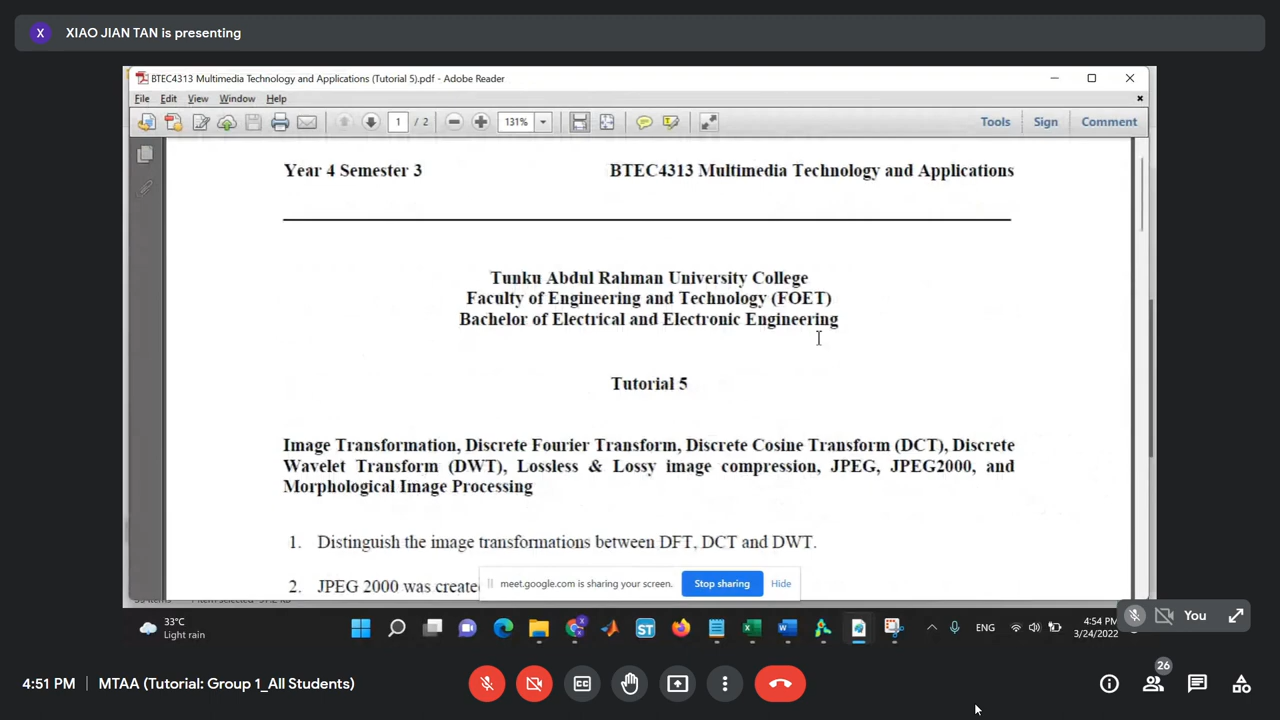 X
XIAO JIAN TAN is presenting
BTEC4313 Multimedia Technology and Applications (Tutorial 5).pdf - Adobe Reader
File Edit View Window Help
1 / 2 131% Tools Sign Comment
Year 4 Semester 3 BTEC4313 Multimedia Technology and Applications
Tunku Abdul Rahman University College
Faculty of Engineering and Technology (FOET)
Bachelor of Electrical and Electronic Engineering
Tutorial 5
Image Transformation, Discrete Fourier Transform, Discrete Cosine Transform (DCT), Discrete
Wavelet Transform (DWT), Lossless & Lossy image compression, JPEG, JPEG2000, and
Morphological Image Processing
1. Distinguish the image transformations between DFT, DCT and DWT.
2. JPEG 2000 was create
meet.google.com is sharing your screen. Stop sharing Hide
33°C
Light rain
ST
ENG
4:54 PM
3/24/2022
You
4:51 PM | MTAA (Tutorial: Group 1_All Students)
26